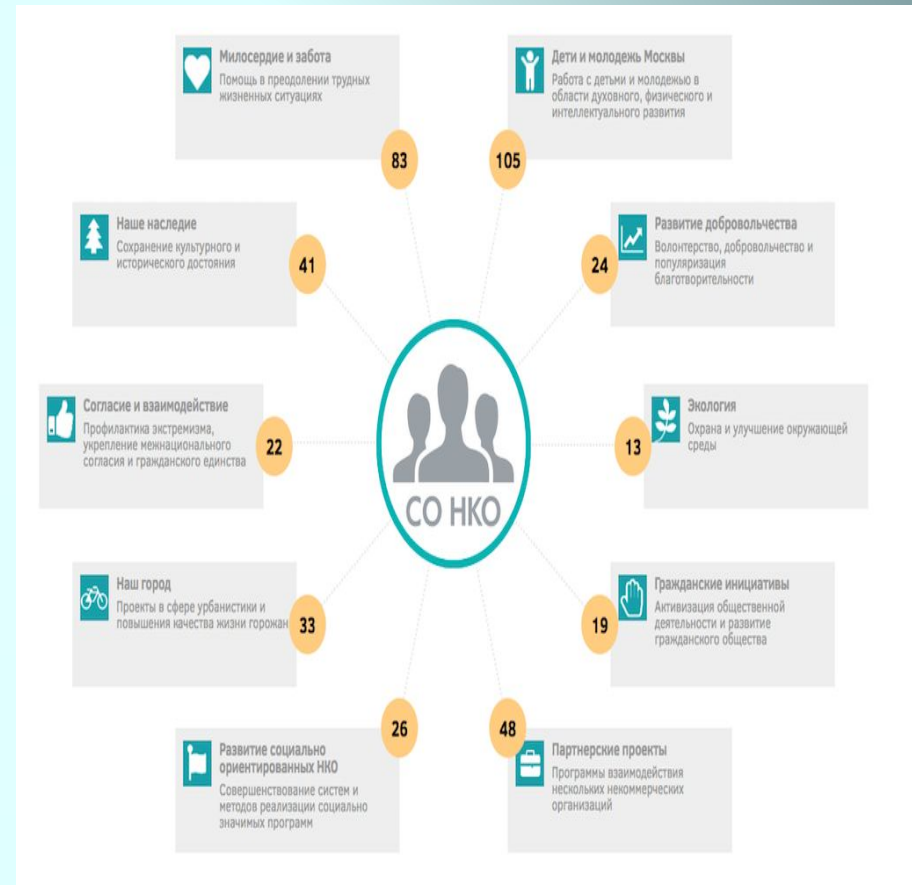 Милосердие и забота
Помощь в преодолении трудных
жизненных ситуациях
83
Дети и молодежь Москвы
Работа с детьми и молодежью в
области духовного, физического и
интеллектуального развития
105
Наше наследие
Сохранение культурного и
исторического достояния
41
Развитие добровольчества
Волонтерство, добровольчество и
популяризация
благотворительности
24
Согласие и взаимодействие
Профилактика экстремизма,
укрепление межнационального
согласия и гражданского единства
22
СО НКО
Экология
Охрана и улучшение окружающей
среды
13
Наш город
Проекты в сфере урбанистики и
повышения качества жизни горожан
33
Гражданские инициативы
Активизация общественной
деятельности и развитие
гражданского общества
19
Развитие социально
ориентированных НКО
Совершенствование систем и
методов реализации социально
значимых программ
26
Партнерские проекты
Программы взаимодействия
нескольких некоммерческих
организаций
48